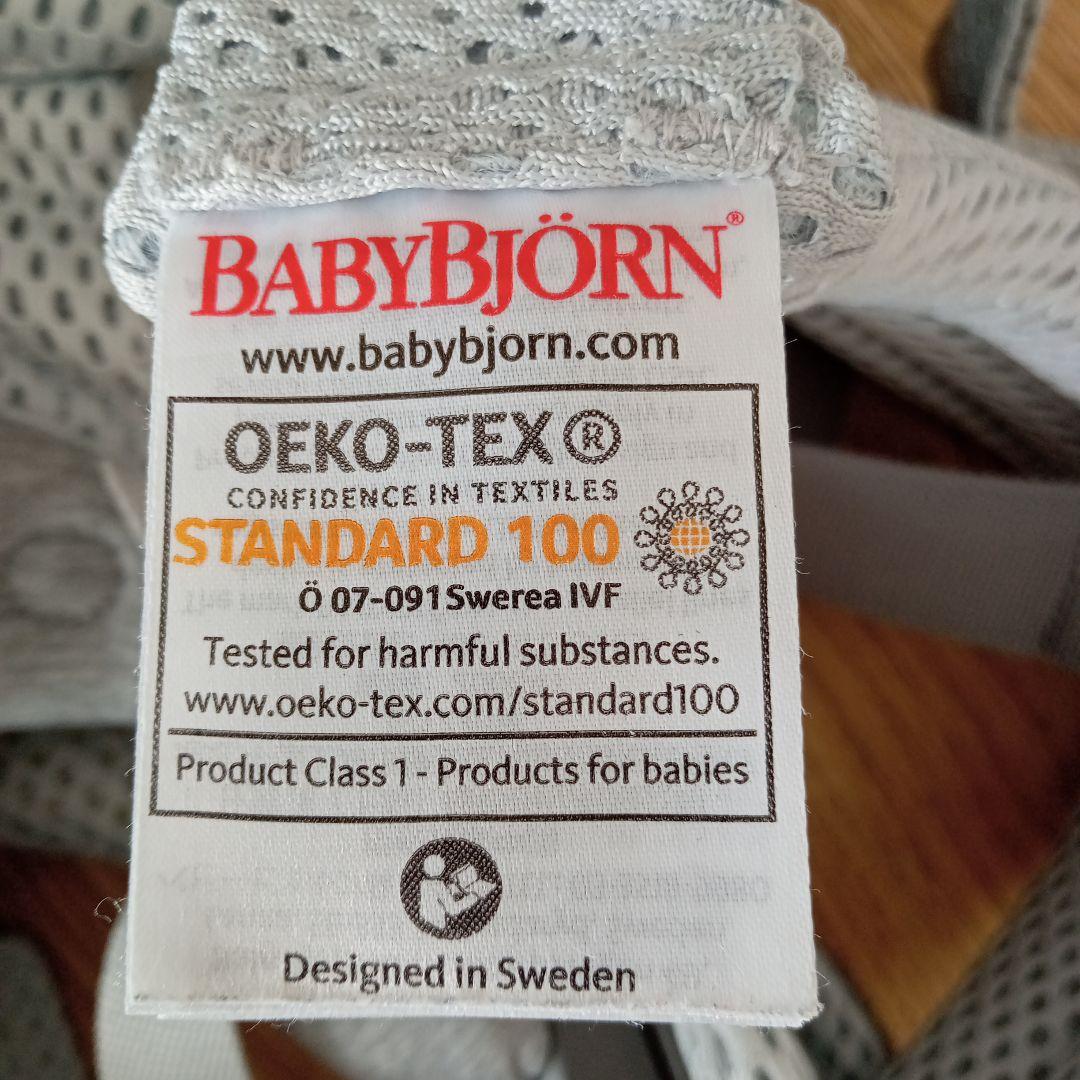 BABYBJÖRN®
www.babybjorn.com
OEKO-TEX®
CONFIDENCE IN TEXTILES
STANDARD 100
Ö 07-091 Swerea IVF
Tested for harmful substances.
www.oeko-tex.com/standard100
Product Class 1 - Products for babies
Designed in Sweden